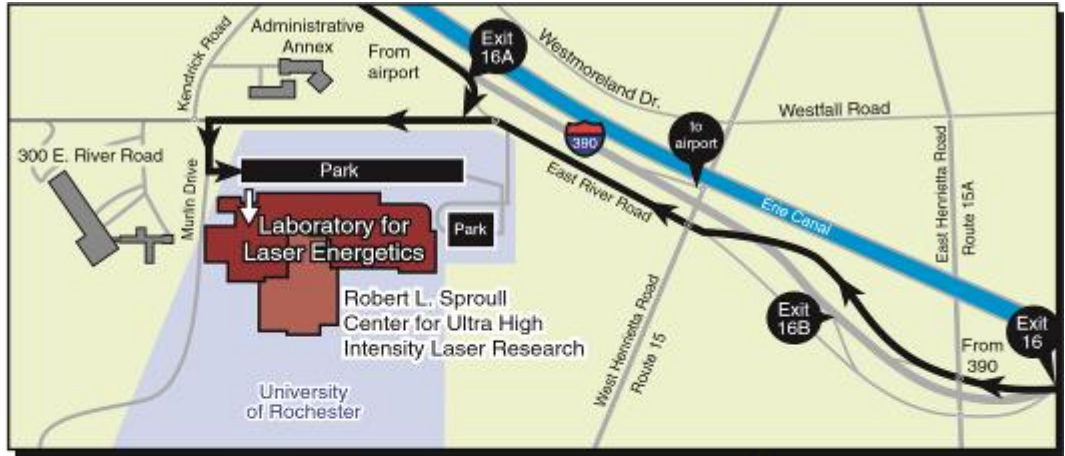 Kendrick Road
Administrative
Annex
From
airport
Exit
16A
Westmoreland Dr.
Westfall Road
300 E. River Road
390
to
airport
Park
Murlin Drive
East River Road
Erie Canal
East Henrietta Road
Route 15A
Laboratory for
Laser Energetics
Park
Robert L. Sproull
Center for Ultra High
Intensity Laser Research
West Henrietta Road
Route 15
Exit
16B
From
390
Exit
16
University
of Rochester